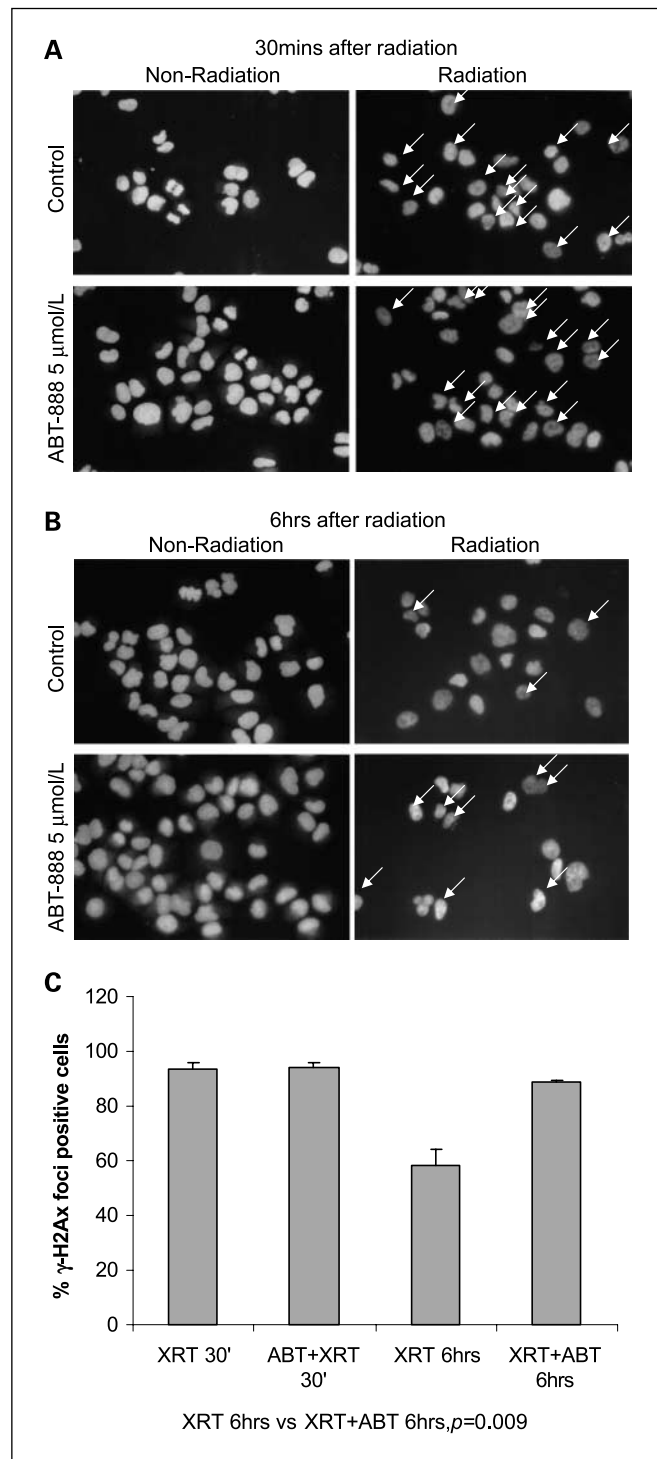 A
30mins after radiation
Non-Radiation
Radiation
Control
ABT-888 5 μmol/L
B
6hrs after radiation
Non-Radiation
Radiation
Control
ABT-888 5 μmol/L
C
% γ-H2Ax foci positive cells
120
100
80
60
40
20
0
XRT 30'
ABT+XRT
30'
XRT 6hrs
XRT+ABT
6hrs
XRT 6hrs vs XRT+ABT 6hrs,p=0.009